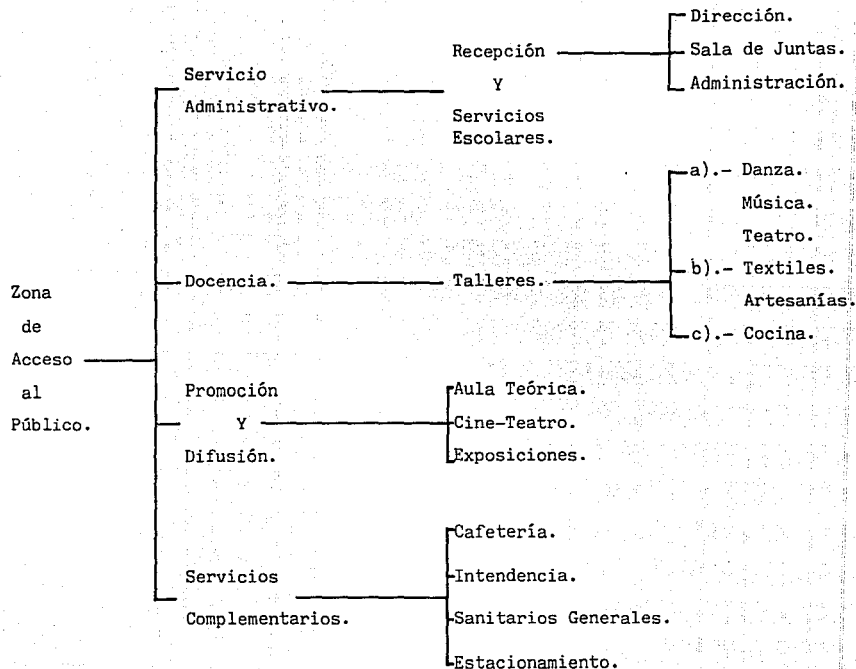 Zona
de
Acceso
al
Público.
Servicio
Administrativo.
Recepción
Y
Servicios
Escolares.
Dirección.
Sala de Juntas.
Administración.
Docencia.
Talleres.
a).- Danza.
Música.
Teatro.
b).- Textiles.
Artesanías.
c).- Cocina.
Promoción
Y
Difusión.
Aula Teórica.
Cine-Teatro.
Exposiciones.
Servicios
Complementarios.
Cafetería.
Intendencia.
Sanitarios Generales.
Estacionamiento.